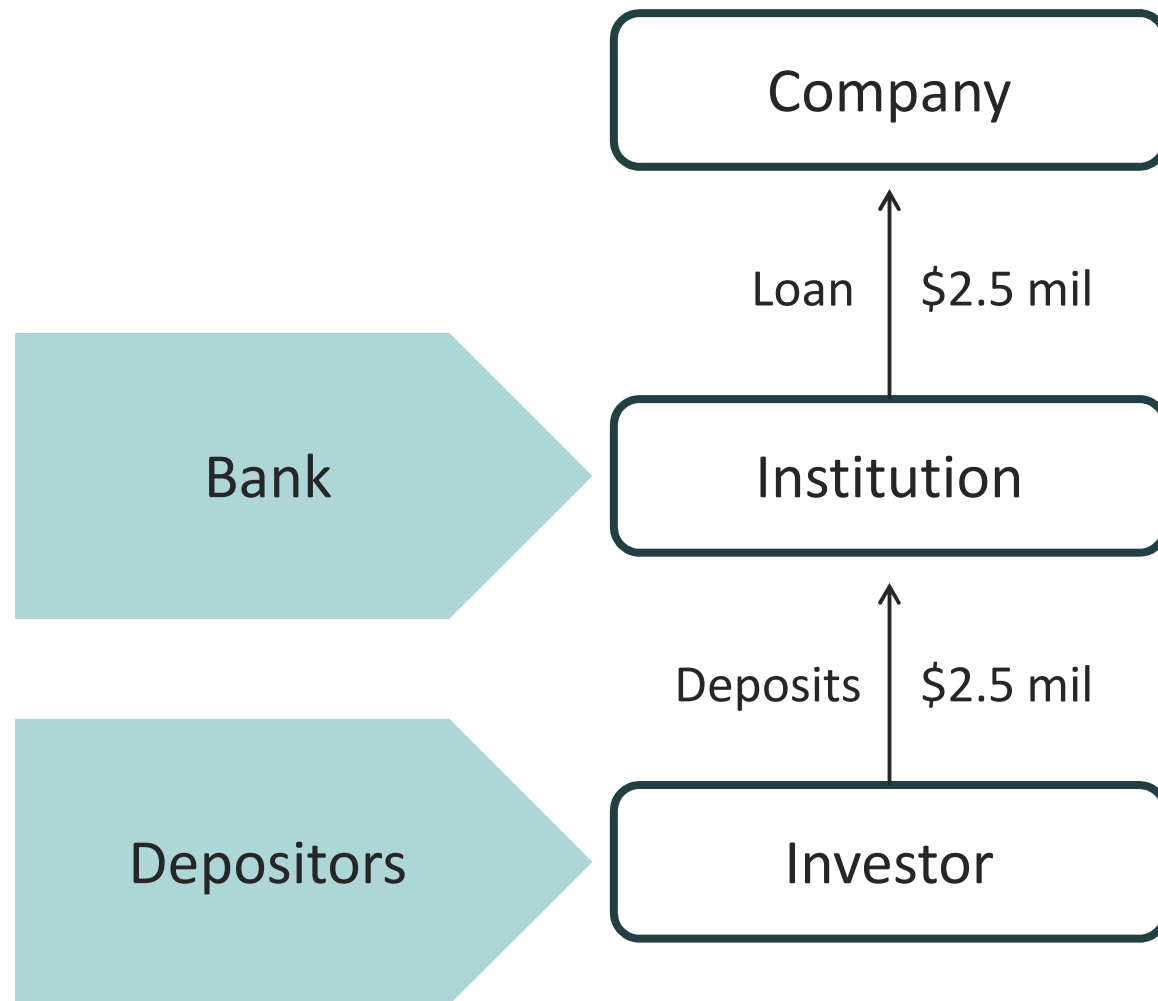 Company
Loan $2.5 mil
Bank
Institution
Deposits $2.5 mil
Depositors
Investor